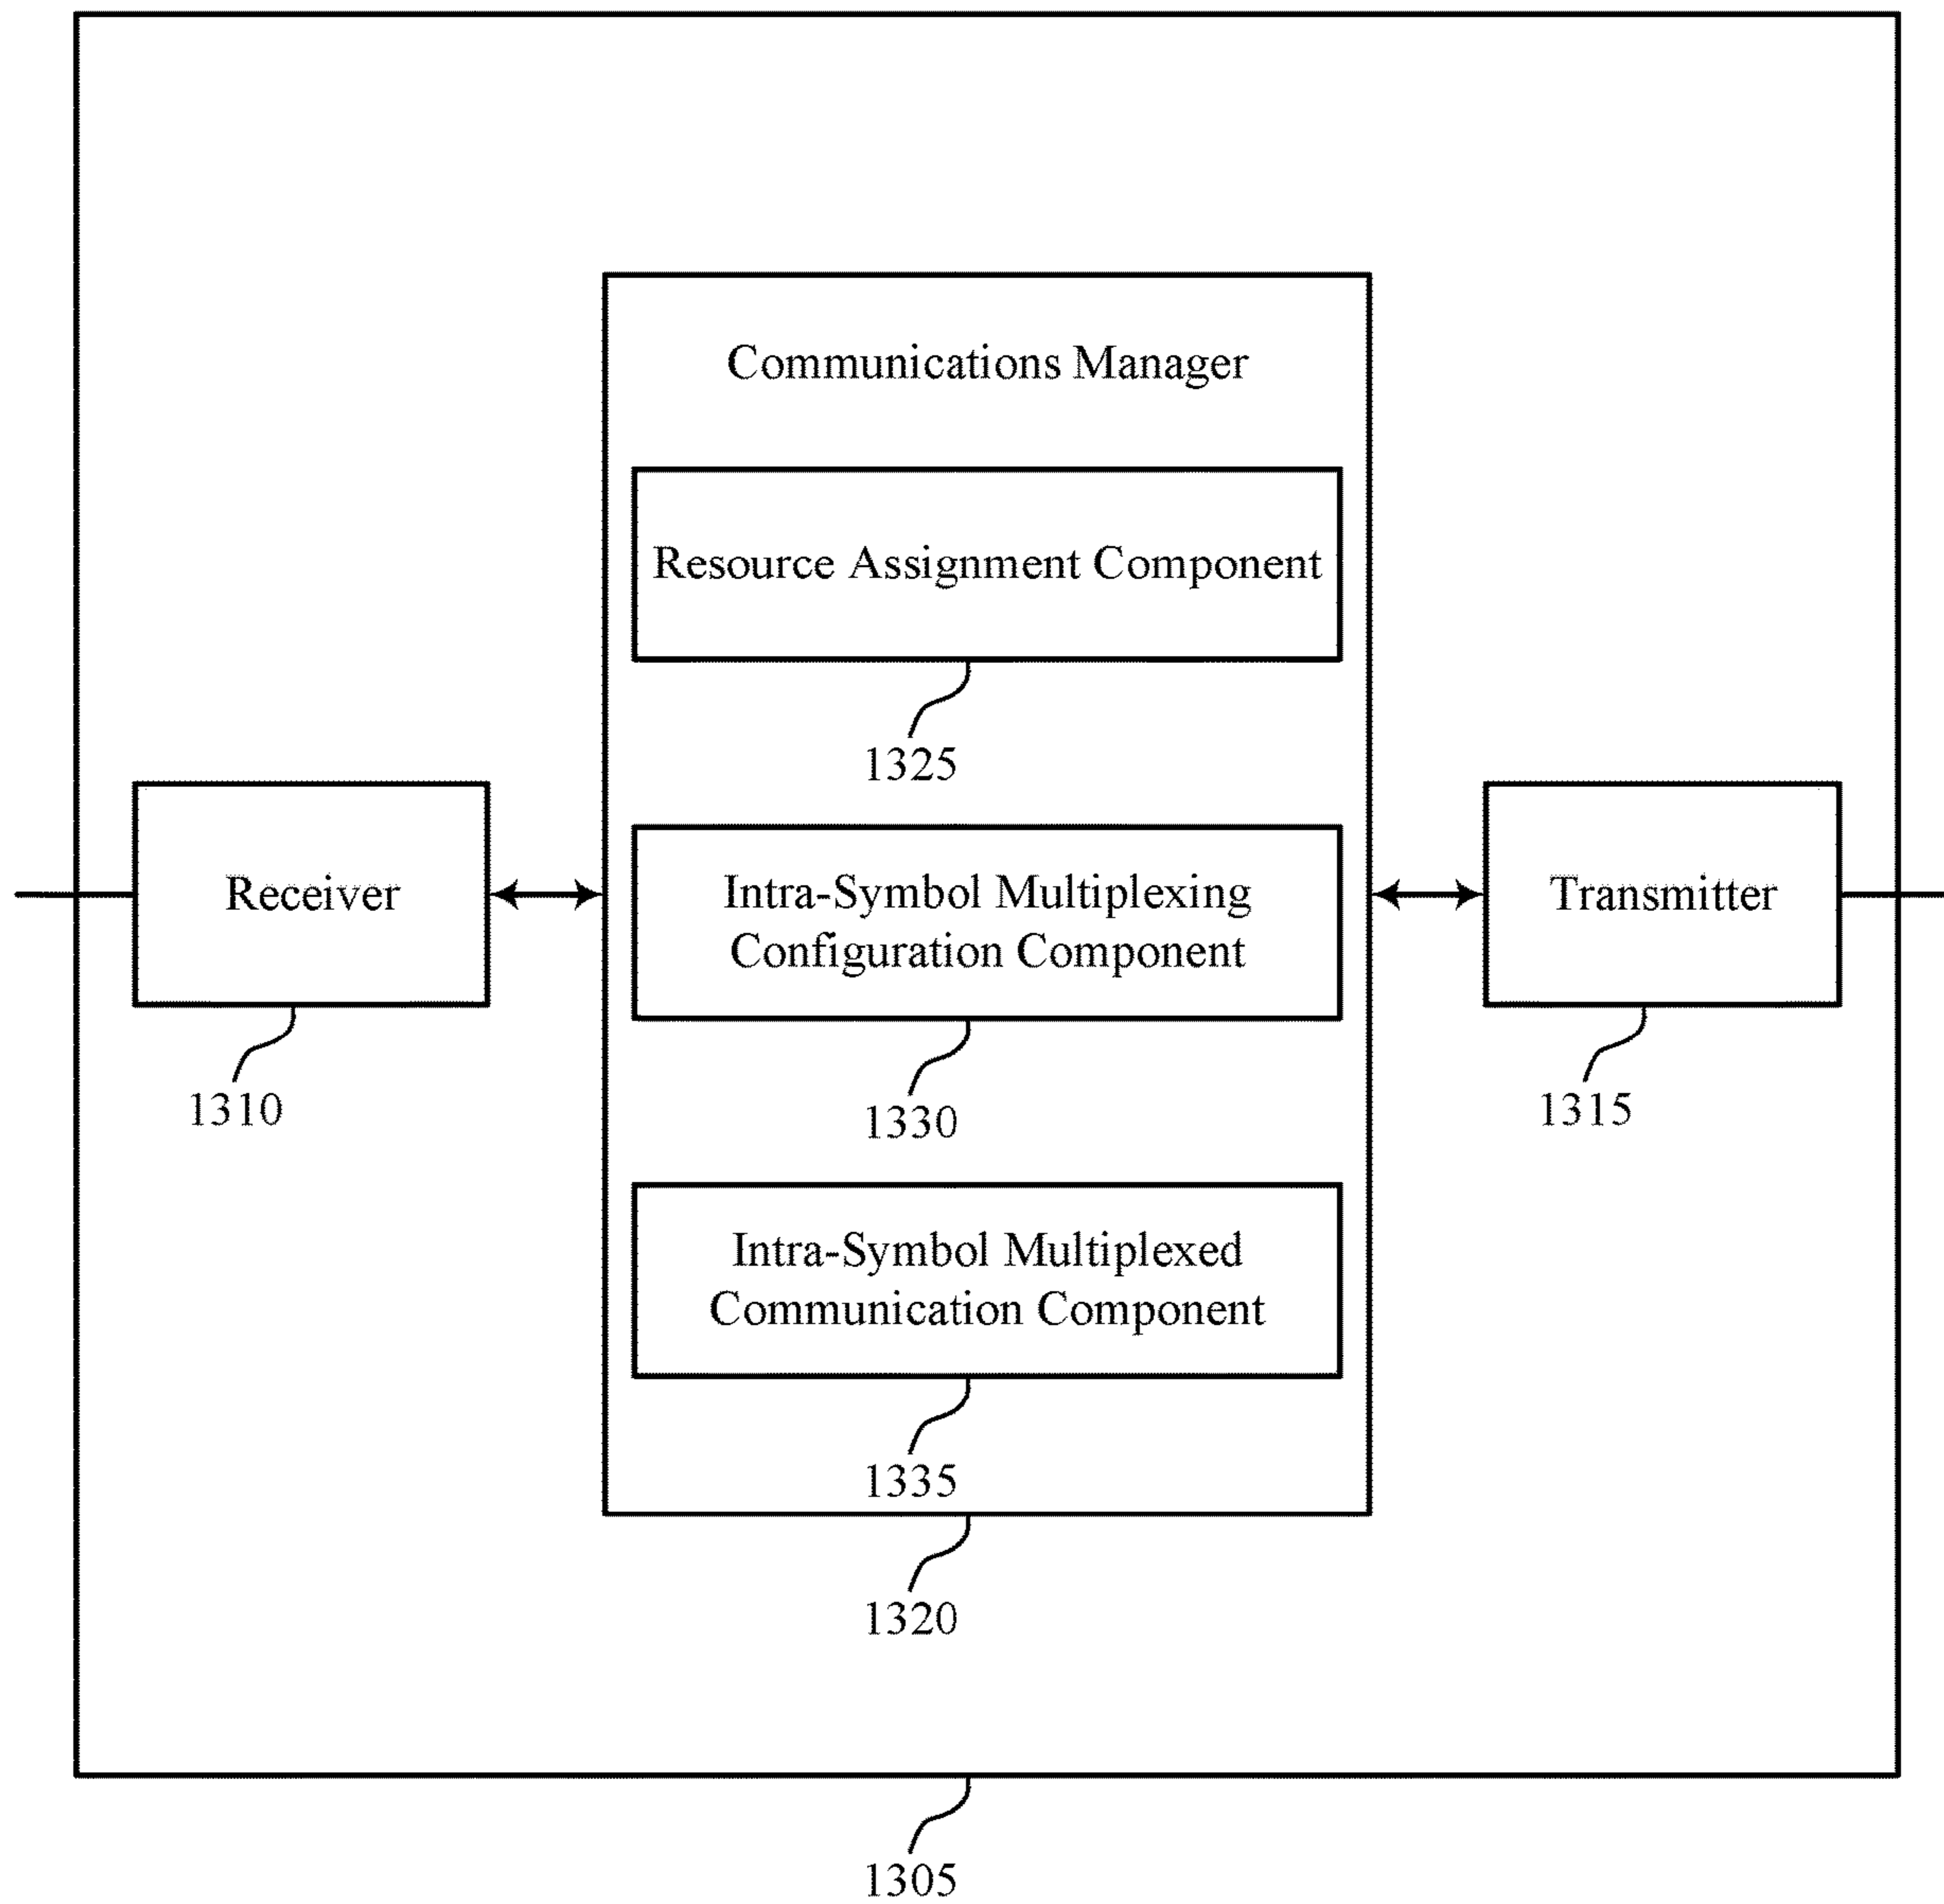 Communications Manager
Resource Assignment Component
1325
Receiver
1310
Intra-Symbol Multiplexing
Configuration Component
1330
Transmitter
1315
Intra-Symbol Multiplexed
Communication Component
1335
1320
1305